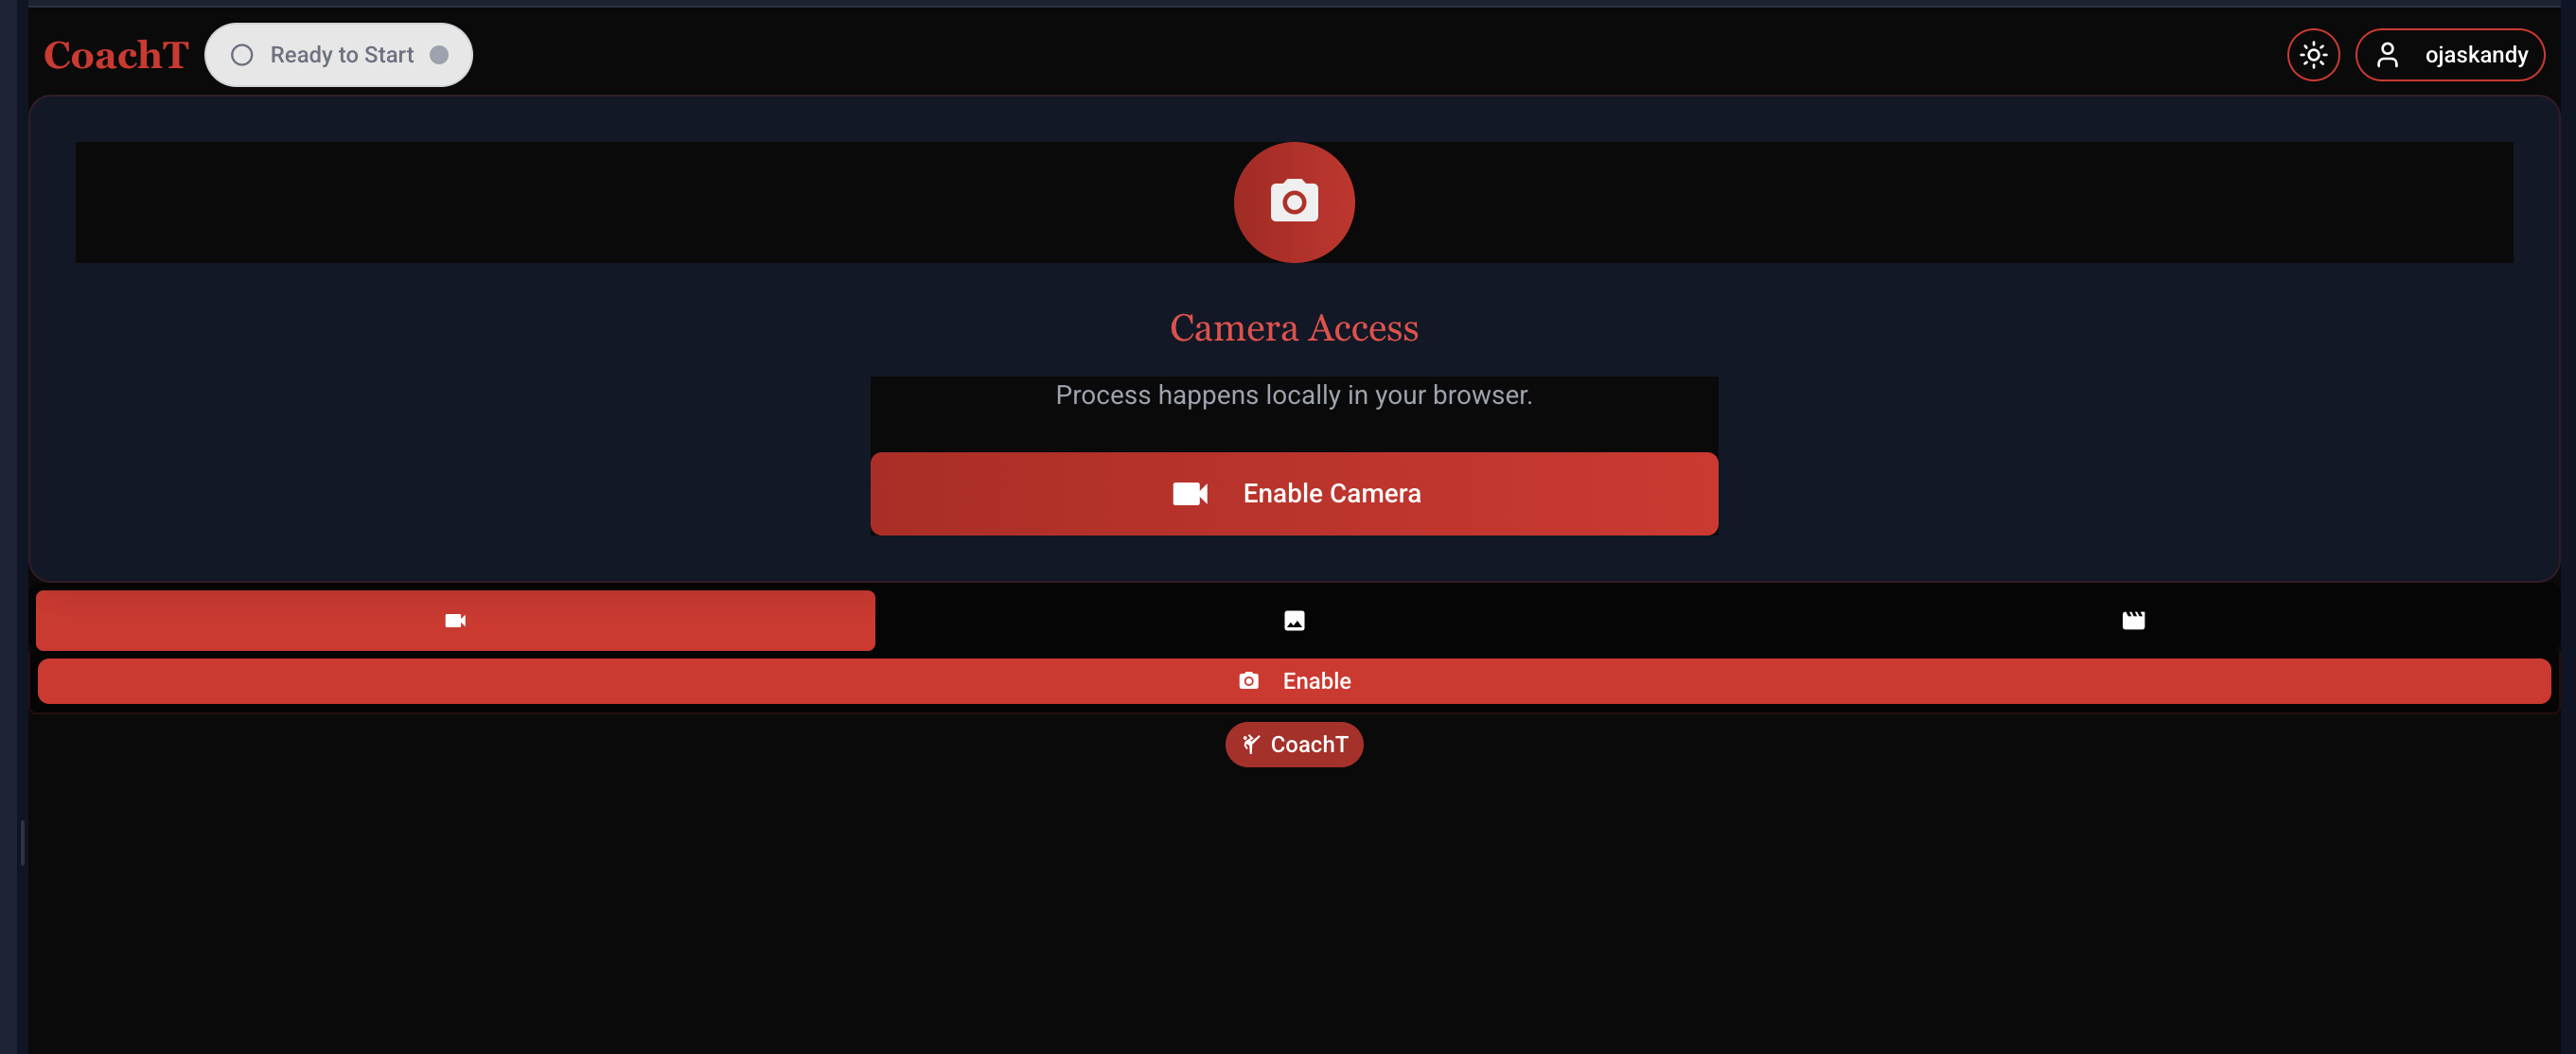 CoachT
Ready to Start
ojaskandy
Camera Access
Process happens locally in your browser.
Enable Camera
Enable
CoachT